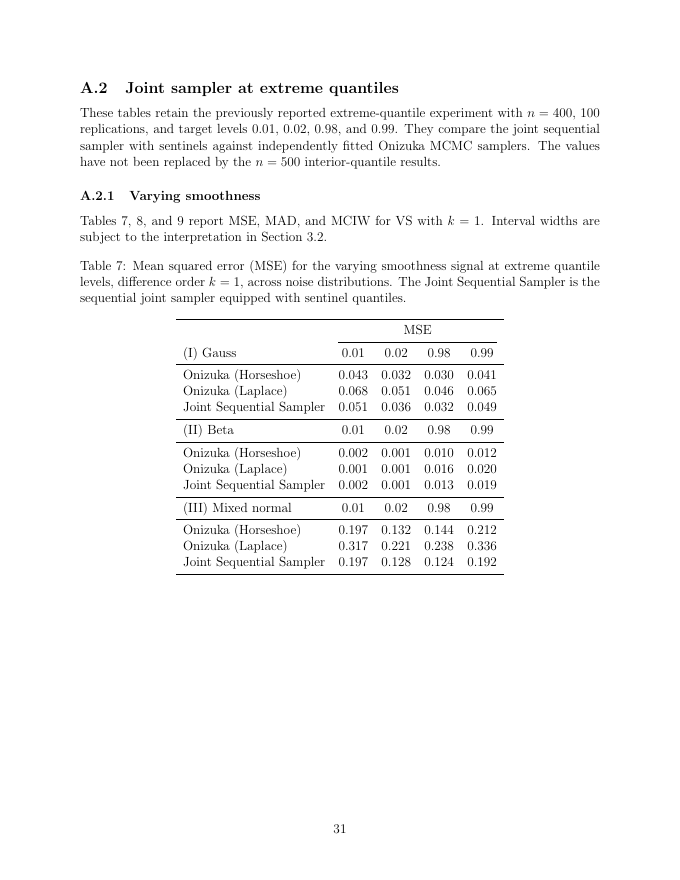 A.2 Joint sampler at extreme quantiles
These tables retain the previously reported extreme-quantile experiment with n = 400, 100
replications, and target levels 0.01, 0.02, 0.98, and 0.99. They compare the joint sequential
sampler with sentinels against independently fitted Onizuka MCMC samplers. The values
have not been replaced by the n = 500 interior-quantile results.
A.2.1 Varying smoothness
Tables 7, 8, and 9 report MSE, MAD, and MCIW for VS with k = 1. Interval widths are
subject to the interpretation in Section 3.2.
Table 7: Mean squared error (MSE) for the varying smoothness signal at extreme quantile
levels, difference order k = 1, across noise distributions. The Joint Sequential Sampler is the
sequential joint sampler equipped with sentinel quantiles.
MSE
(I) Gauss 0.01 0.02 0.98 0.99
Onizuka (Horseshoe) 0.043 0.032 0.030 0.041
Onizuka (Laplace) 0.068 0.051 0.046 0.065
Joint Sequential Sampler 0.051 0.036 0.032 0.049
(II) Beta 0.01 0.02 0.98 0.99
Onizuka (Horseshoe) 0.002 0.001 0.010 0.012
Onizuka (Laplace) 0.001 0.001 0.016 0.020
Joint Sequential Sampler 0.002 0.001 0.013 0.019
(III) Mixed normal 0.01 0.02 0.98 0.99
Onizuka (Horseshoe) 0.197 0.132 0.144 0.212
Onizuka (Laplace) 0.317 0.221 0.238 0.336
Joint Sequential Sampler 0.197 0.128 0.124 0.192
31